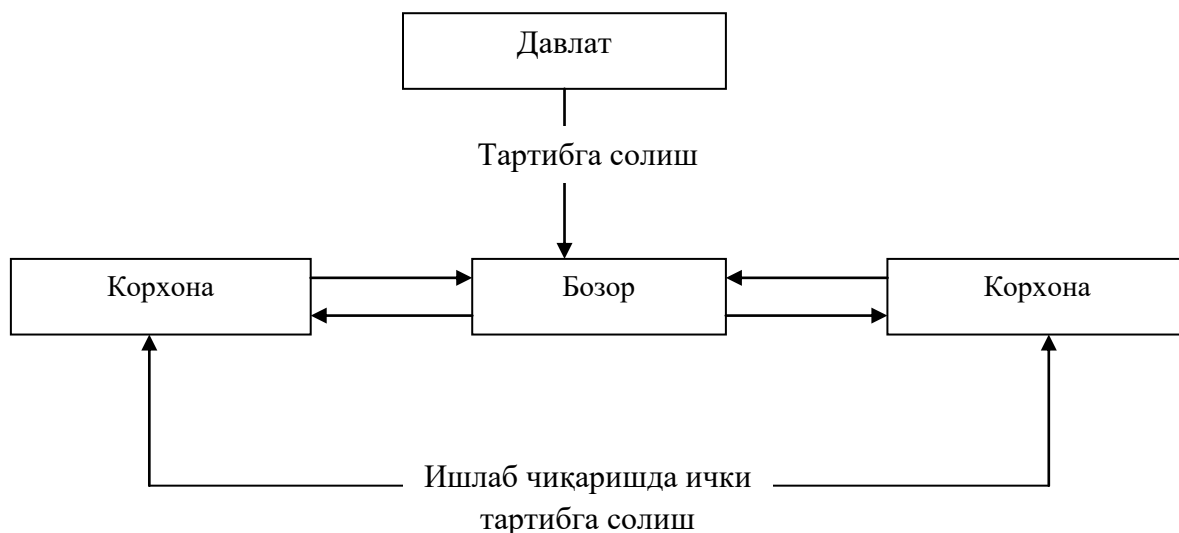 Давлат
Тартибга солиш
Корхона
Бозор
Корхона
Ишлаб чиқаришда ички
тартибга солиш